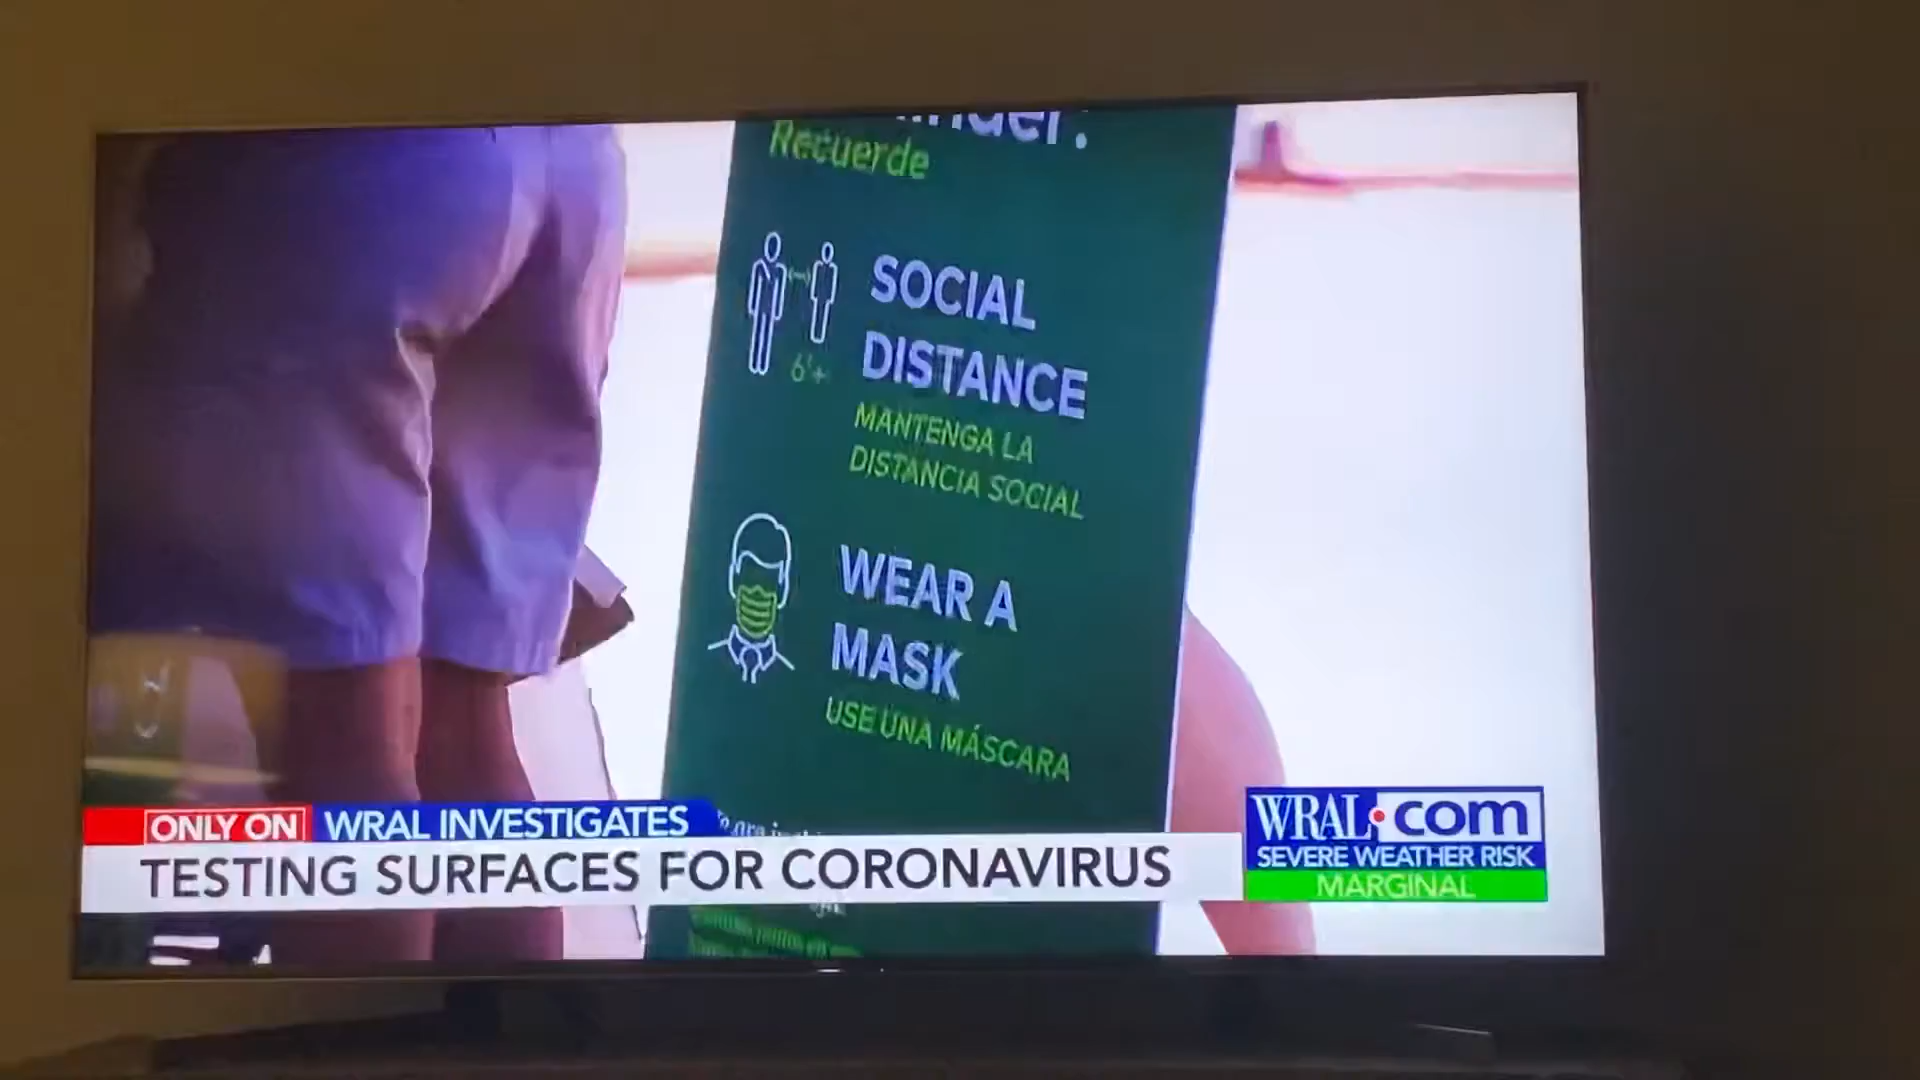 Recuerde
SOCIAL
DISTANCE
6'+
MANTENGA LA
DISTANCIA SOCIAL
WEAR A
MASK
USE UNA MÁSCARA
ONLY ON WRAL INVESTIGATES
TESTING SURFACES FOR CORONAVIRUS
WRAL.com
SEVERE WEATHER RISK
MARGINAL